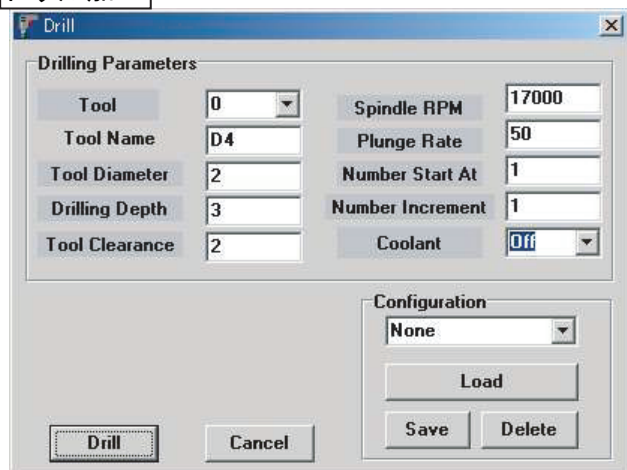 Drill
Drilling Parameters
Tool
0
Tool Name
D4
Tool Diameter
2
Drilling Depth
3
Tool Clearance
2
Spindle RPM
17000
Plunge Rate
50
Number Start At
1
Number Increment
1
Coolant
Off
Configuration
None
Load
Save
Delete
Drill
Cancel